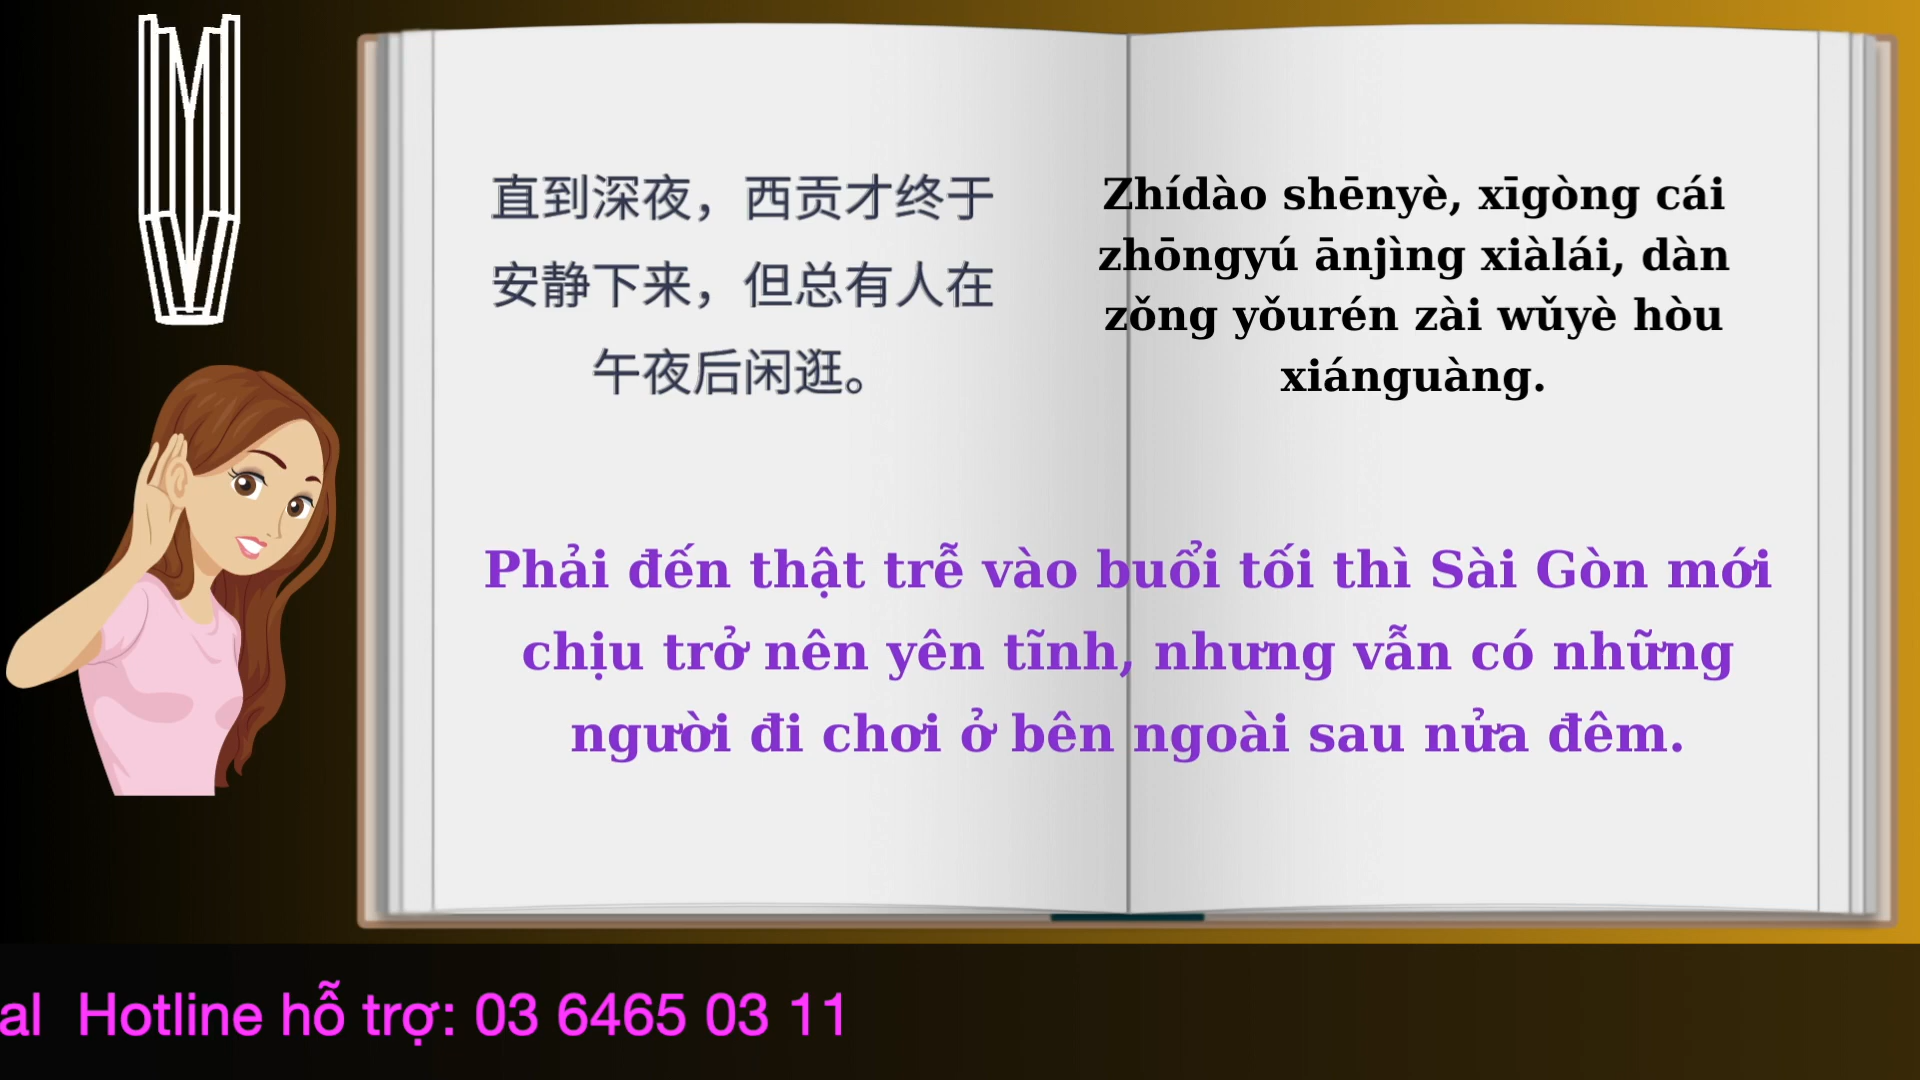 直到深夜，西贡才终于
安静下来，但总有人在
午夜后闲逛。
Zhídào shēnyè, xīgòng cái
zhōngyú ānjìng xiàlái, dàn
zǒng yǒurén zài wǔyè hòu
xiánguàng.
Phải đến thật trễ vào buổi tối thì Sài Gòn mới
chịu trở nên yên tĩnh, nhưng vẫn có những
người đi chơi ở bên ngoài sau nửa đêm.
al Hotline hỗ trợ: 03 6465 03 11